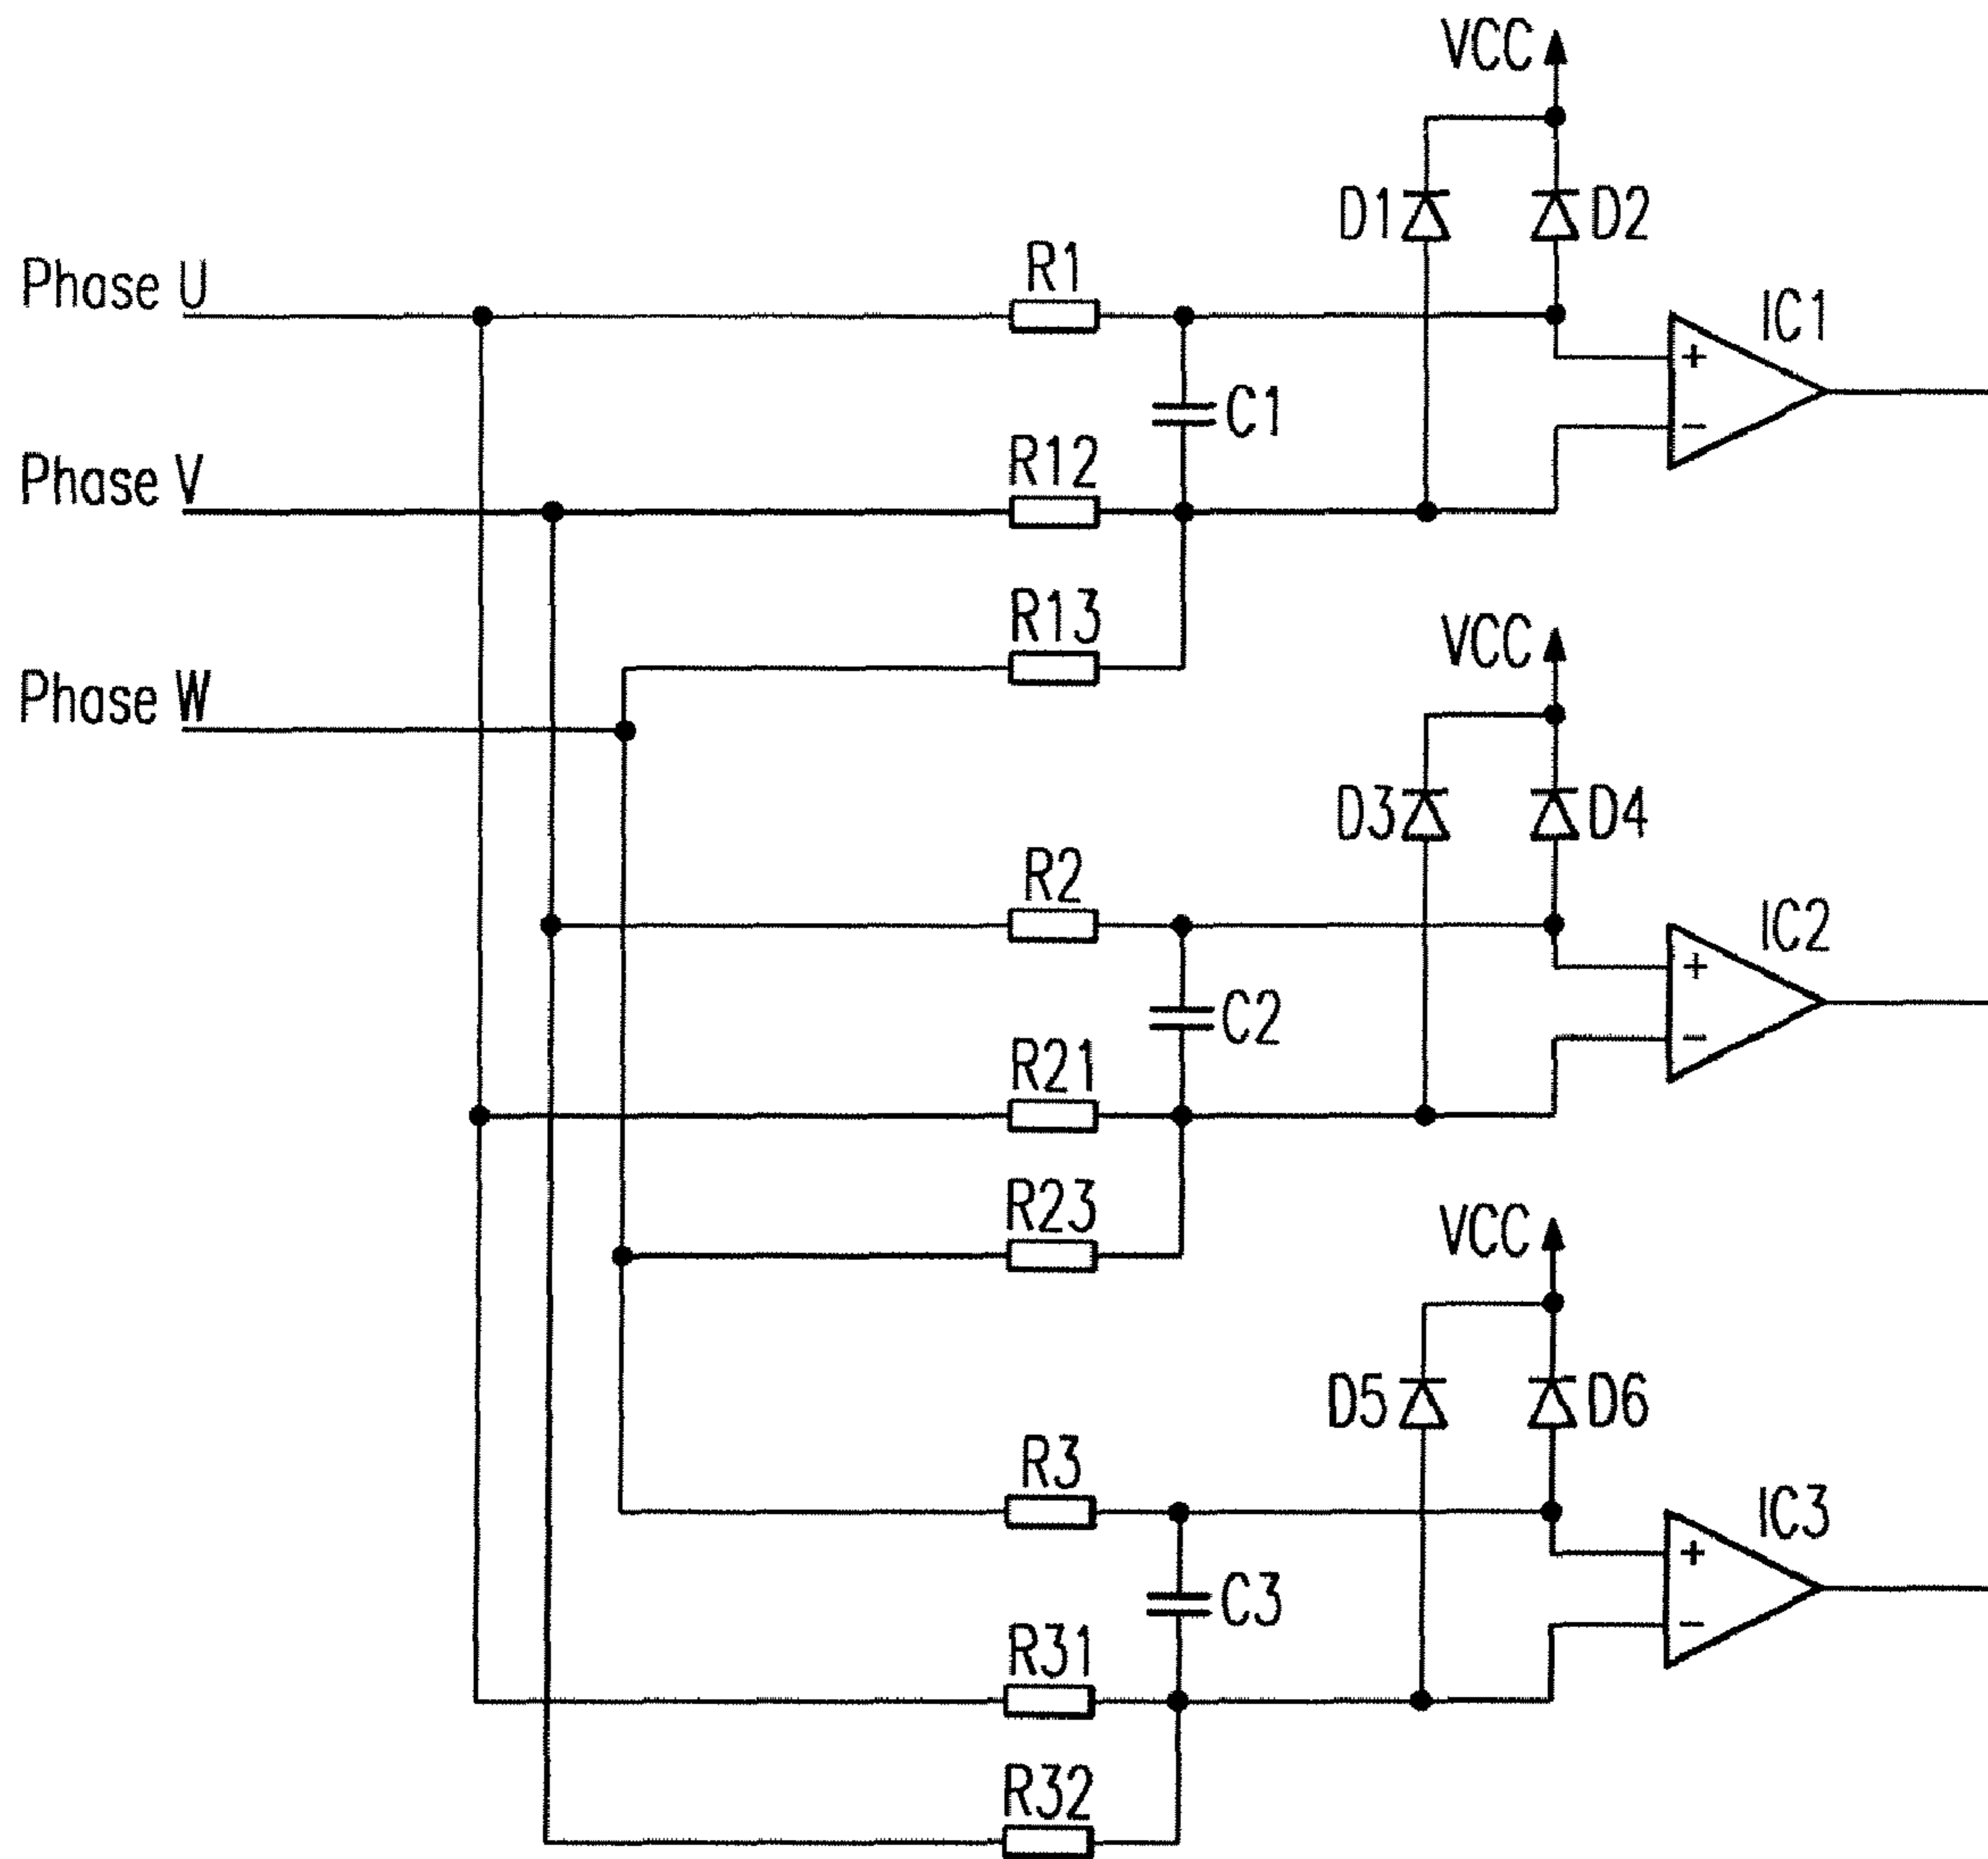 VCC
D1
D2
Phase U
R1
IC1
+
C1
−
Phase V
R12
R13
VCC
Phase W
D3
D4
R2
IC2
+
C2
−
R21
R23
VCC
D5
D6
R3
IC3
+
C3
−
R31
R32